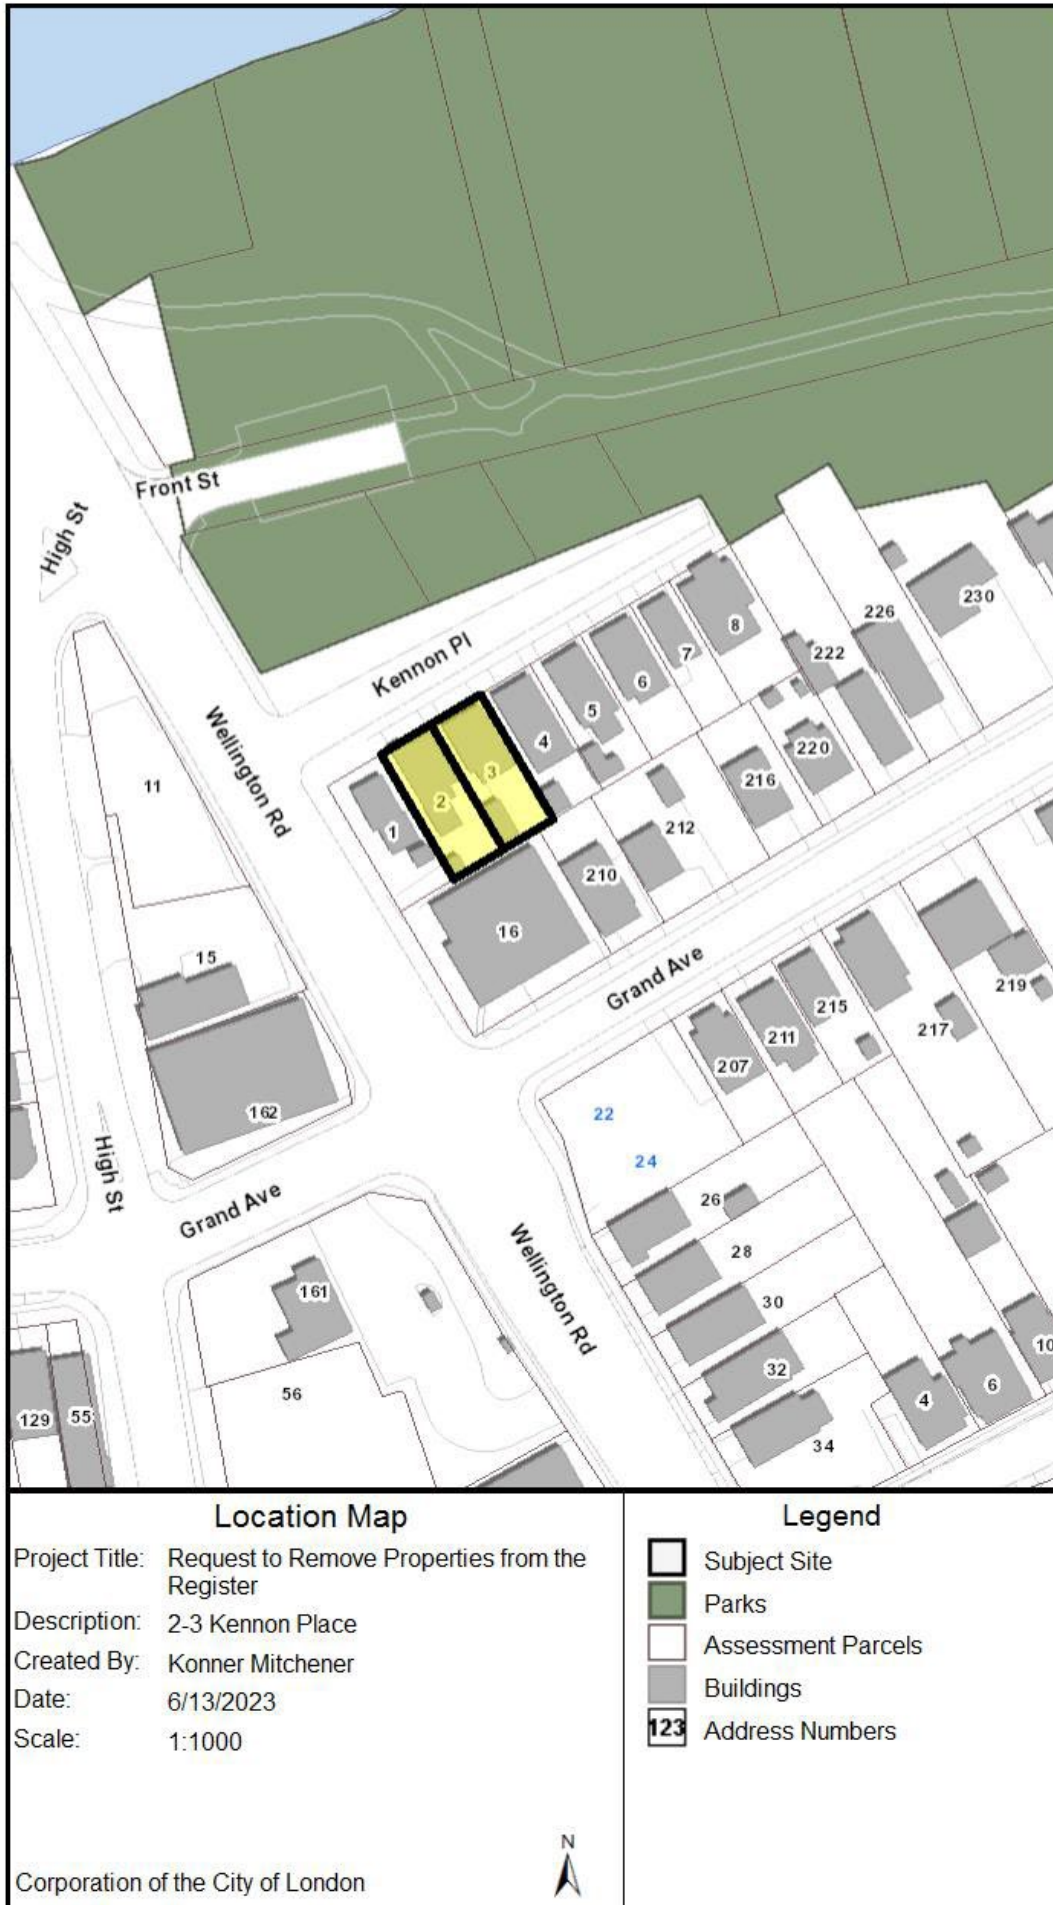 Front St
High St
Kennon Pl
Wellington Rd
8
230
226
222
7
6
5
4
3
2
1
220
216
212
210
16
11
15
162
Grand Ave
219
217
215
211
207
22
24
26
28
30
32
34
4
6
10
High St
Grand Ave
Wellington Rd
161
56
129
55
Location Map
Project Title: Request to Remove Properties from the
Register
Description: 2-3 Kennon Place
Created By: Konner Mitchener
Date: 6/13/2023
Scale: 1:1000
N
Corporation of the City of London
Legend
Subject Site
Parks
Assessment Parcels
Buildings
123 Address Numbers